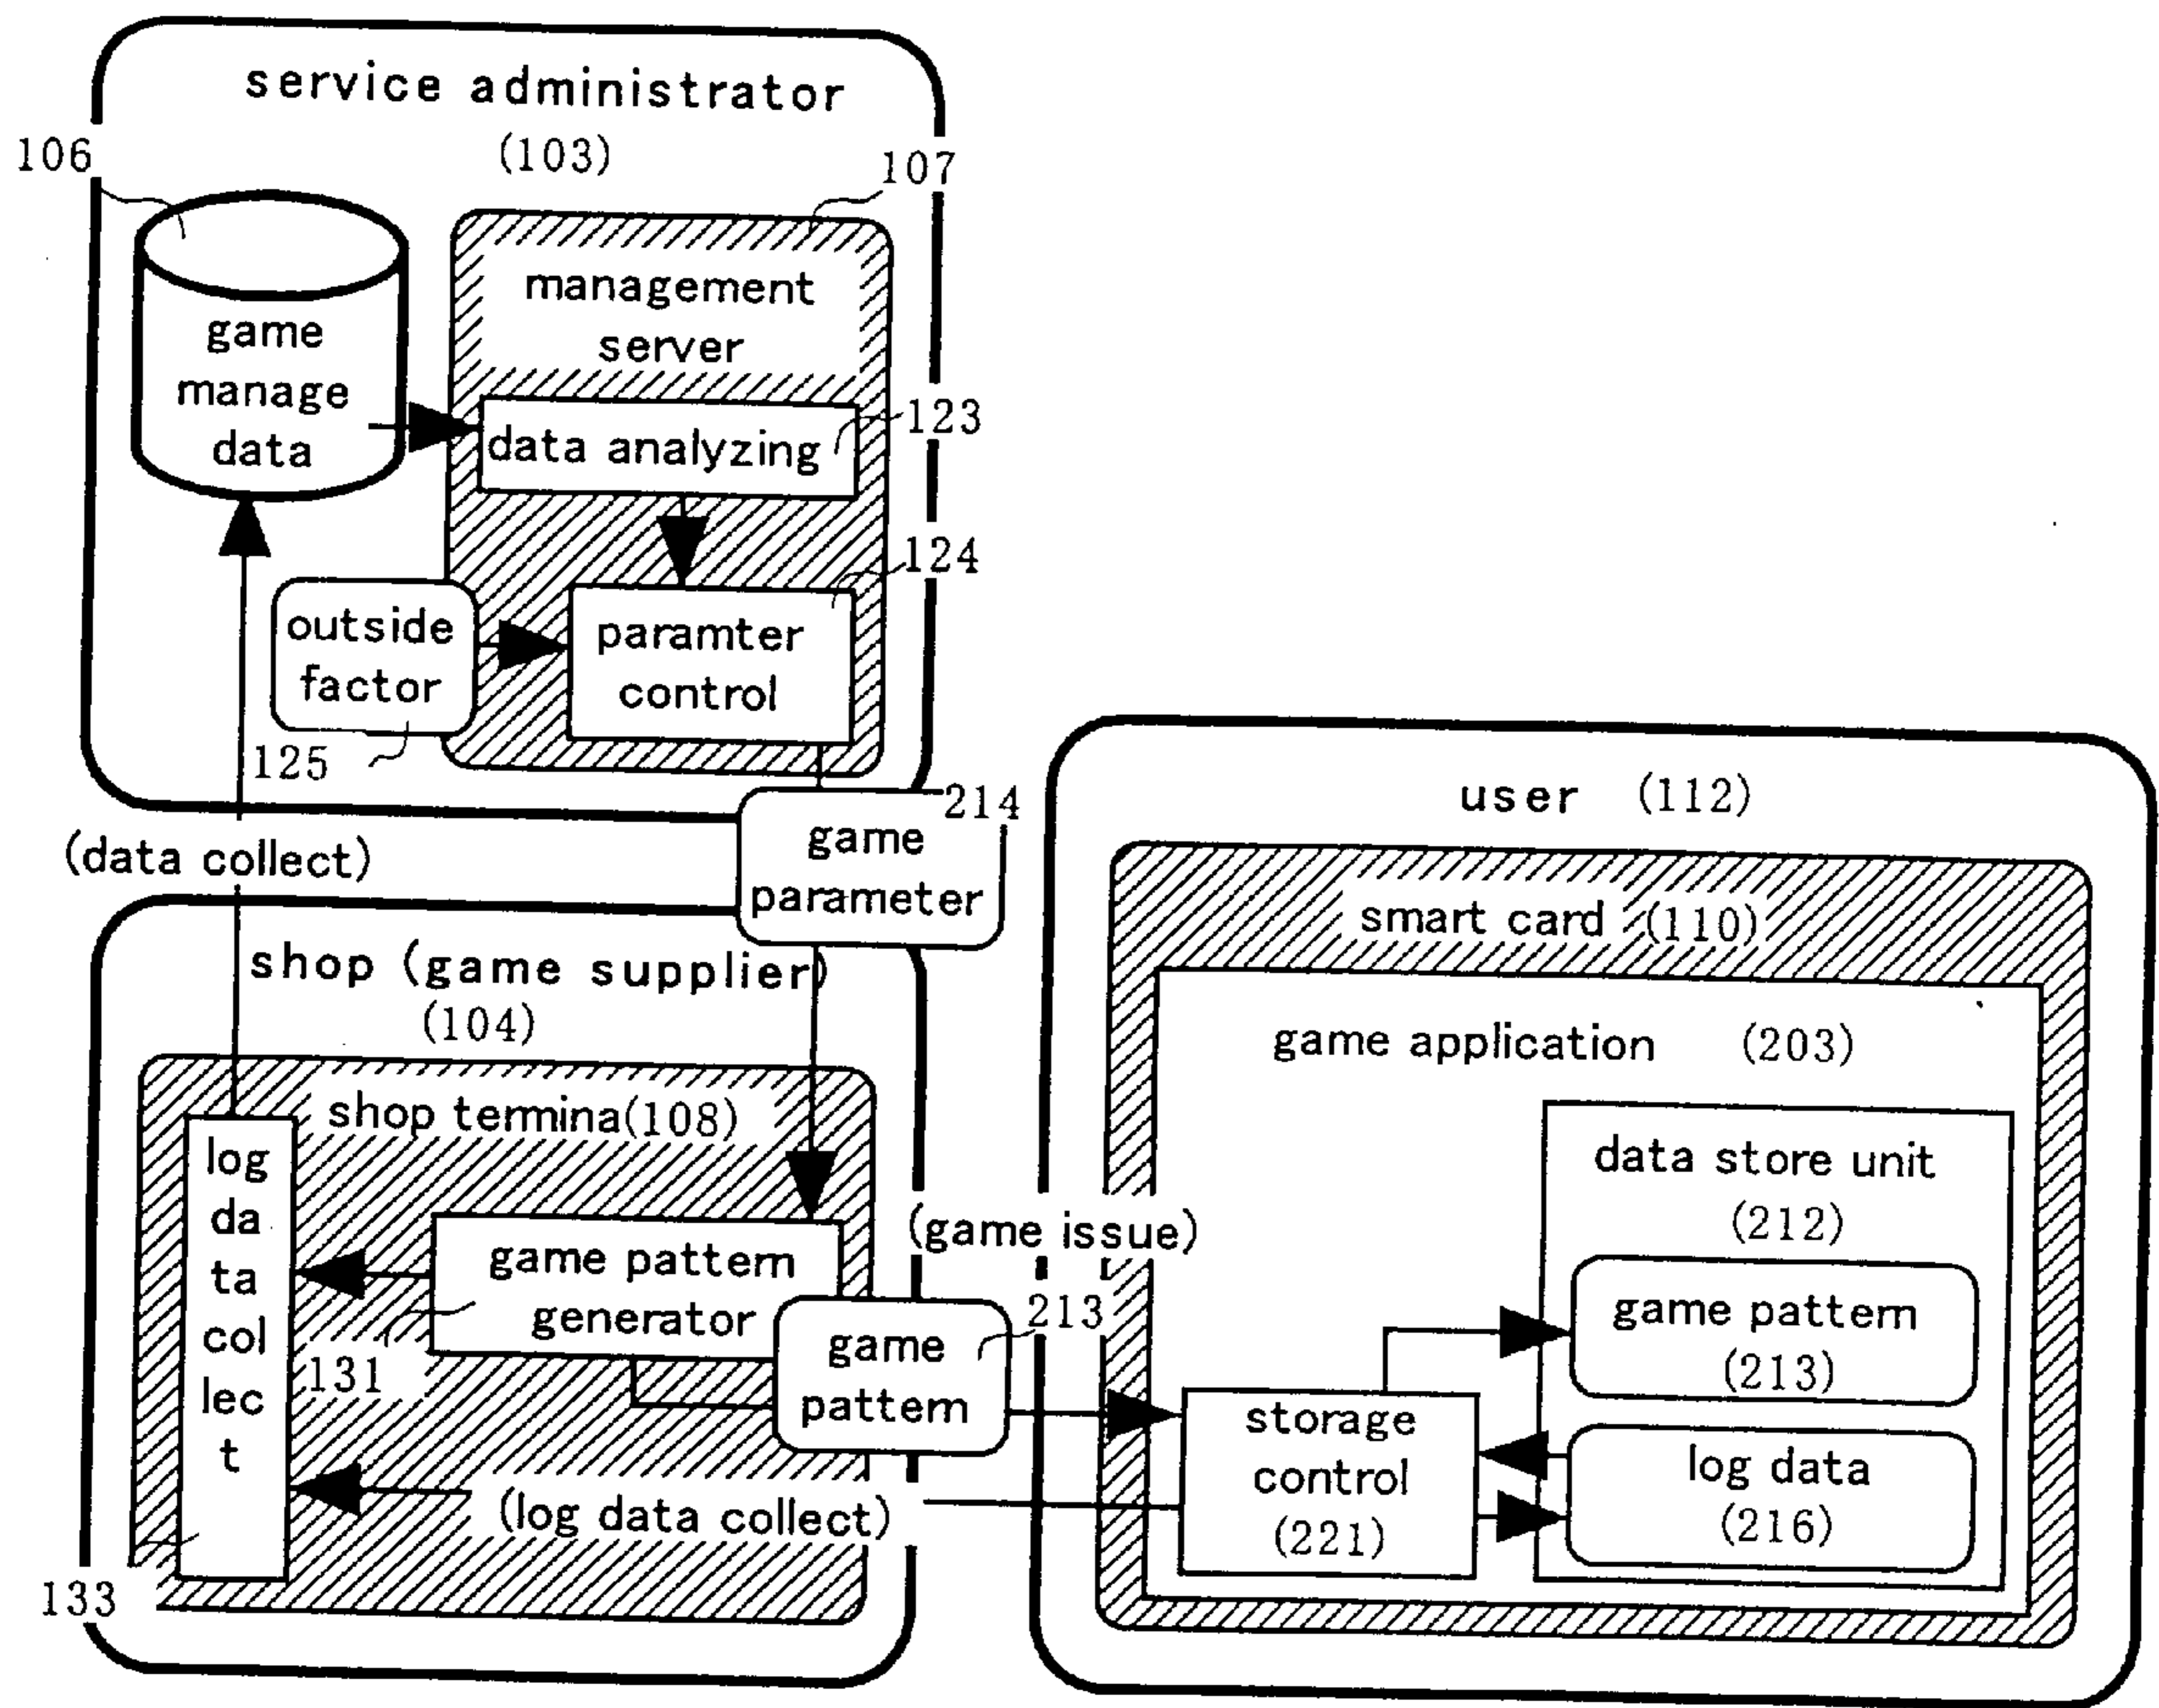 service administrator
(103)
106
107
management
server
game
manage
data
data analyzing
123
124
outside
factor
paramter
control
125
214
game
parameter
(data collect)
user (112)
smart card (110)
game application (203)
data store unit
(212)
game pattern
(213)
log data
(216)
storage
control
(221)
shop (game supplier)
(104)
shop termina(108)
log
da
ta
col
lec
t
game pattern
generator
131
(game issue)
213
game
pattern
(log data collect)
133